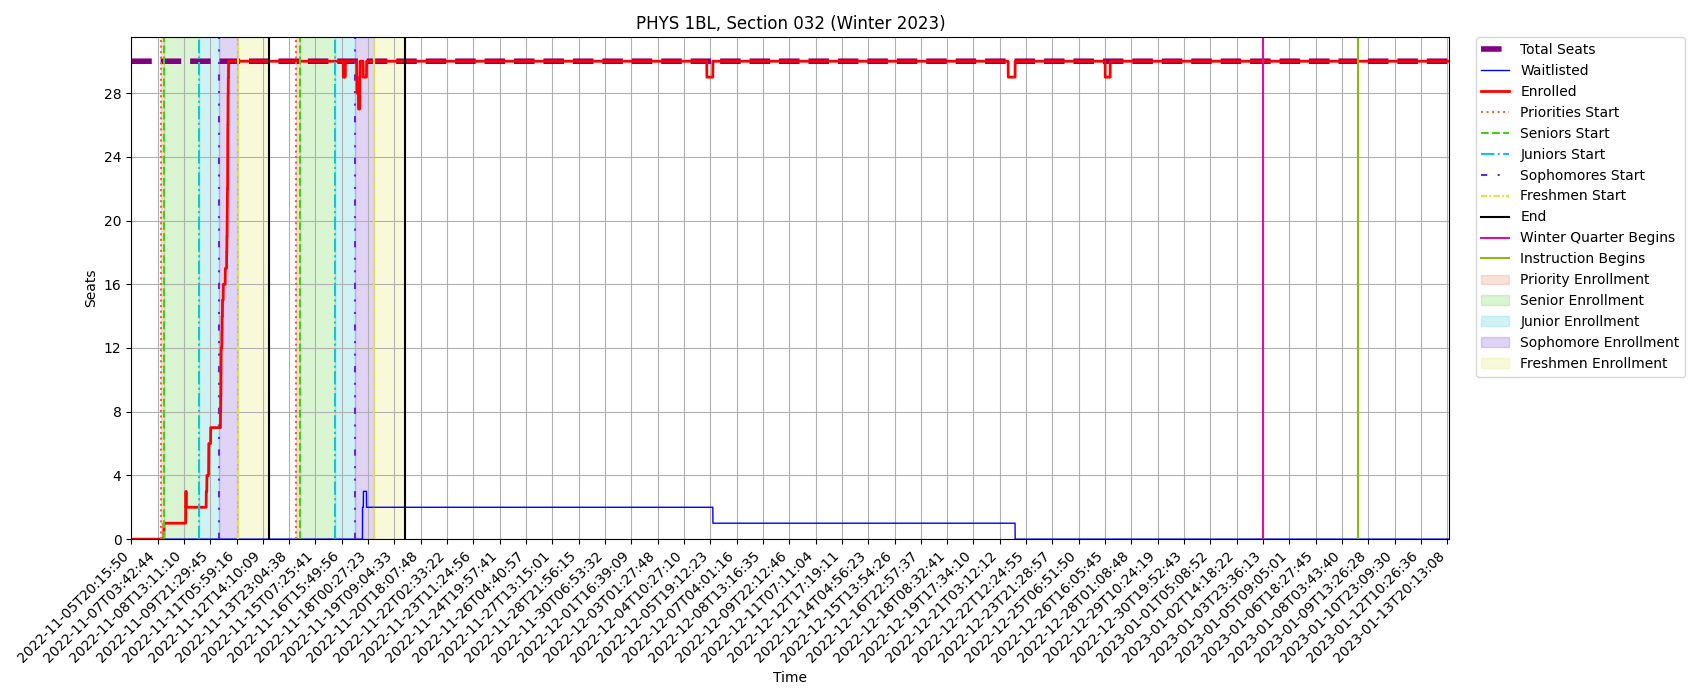 PHYS 1BL, Section 032 (Winter 2023)
Seats
28
24
20
16
12
8
4
0
2022-11-05T20:15:50
2022-11-07T03:42:44
2022-11-08T13:11:10
2022-11-09T21:29:45
2022-11-11T05:59:16
2022-11-12T14:10:09
2022-11-13T23:04:38
2022-11-15T07:25:41
2022-11-16T15:49:56
2022-11-18T00:27:23
2022-11-19T09:04:33
2022-11-20T18:07:48
2022-11-22T02:33:22
2022-11-23T11:24:56
2022-11-24T19:57:41
2022-11-26T04:40:57
2022-11-27T13:15:01
2022-11-28T21:56:15
2022-11-30T06:53:32
2022-12-01T16:39:09
2022-12-03T01:27:48
2022-12-04T10:27:10
2022-12-05T19:12:23
2022-12-07T04:01:16
2022-12-08T13:16:35
2022-12-09T22:12:46
2022-12-11T07:11:04
2022-12-12T17:19:11
2022-12-14T04:56:23
2022-12-15T13:54:26
2022-12-16T22:57:37
2022-12-18T08:32:41
2022-12-19T17:34:10
2022-12-21T03:12:12
2022-12-22T12:24:55
2022-12-23T21:28:57
2022-12-25T06:51:50
2022-12-26T16:05:45
2022-12-28T01:08:48
2022-12-29T10:24:19
2022-12-30T19:52:43
2023-01-01T05:08:52
2023-01-02T14:18:22
2023-01-03T23:36:13
2023-01-05T09:05:01
2023-01-06T18:27:45
2023-01-08T03:43:40
2023-01-09T13:26:28
2023-01-10T23:09:30
2023-01-12T10:26:36
2023-01-13T20:13:08
Time
Total Seats
Waitlisted
Enrolled
Priorities Start
Seniors Start
Juniors Start
Sophomores Start
Freshmen Start
End
Winter Quarter Begins
Instruction Begins
Priority Enrollment
Senior Enrollment
Junior Enrollment
Sophomore Enrollment
Freshmen Enrollment